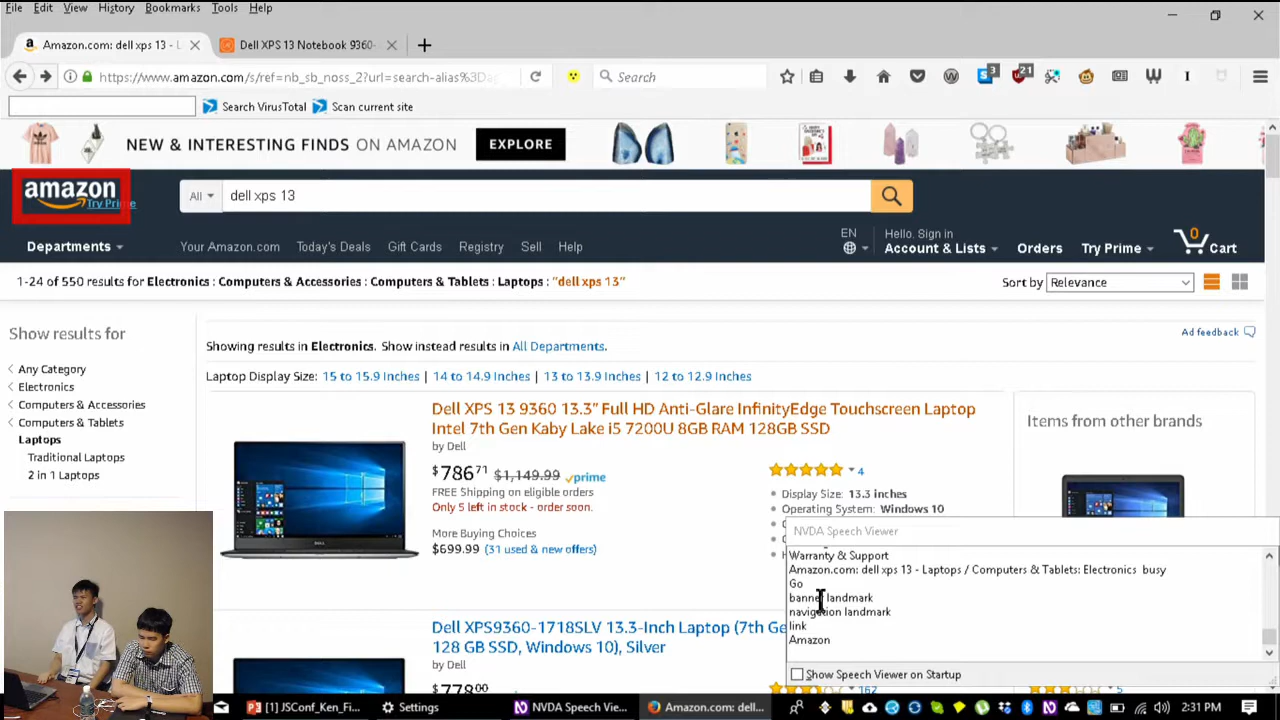 File Edit View History Bookmarks Tools Help
Amazon.com: dell xps 13 - L
Dell XPS 13 Notebook 9360-
https://www.amazon.com/s/ref=nb_sb_noss_2?url=search-alias%3Da
Search
3
21
Search VirusTotal Scan current site
NEW & INTERESTING FINDS ON AMAZON EXPLORE
amazon
Try Prime
All dell xps 13
Departments Your Amazon.com Today's Deals Gift Cards Registry Sell Help
EN
Hello. Sign in
Account & Lists
Orders
Try Prime
0
Cart
1-24 of 550 results for Electronics : Computers & Accessories : Computers & Tablets : Laptops : "dell xps 13"
Sort by Relevance
Show results for
Any Category
Electronics
Computers & Accessories
Computers & Tablets
Laptops
Traditional Laptops
2 in 1 Laptops
Ad feedback
Showing results in Electronics. Show instead results in All Departments.
Laptop Display Size: 15 to 15.9 Inches | 14 to 14.9 Inches | 13 to 13.9 Inches | 12 to 12.9 Inches
Dell XPS 13 9360 13.3" Full HD Anti-Glare InfinityEdge Touchscreen Laptop
Intel 7th Gen Kaby Lake i5 7200U 8GB RAM 128GB SSD
by Dell
$786 71 $1,149.99 prime
FREE Shipping on eligible orders
Only 5 left in stock - order soon.
More Buying Choices
$699.99 (31 used & new offers)
4
Display Size: 13.3 inches
Operating System: Windows 10
Items from other brands
Dell XPS9360-1718SLV 13.3-Inch Laptop (7th Ge
128 GB SSD, Windows 10), Silver
by Dell
$778 00
162
5
NVDA Speech Viewer
Warranty & Support
Amazon.com: dell xps 13 - Laptops / Computers & Tablets: Electronics busy
Go
banner landmark
navigation landmark
link
Amazon
Show Speech Viewer on Startup
[1] JSConf_Ken_Fi...
Settings
NVDA Speech Vie...
Amazon.com: dell...
2:31 PM